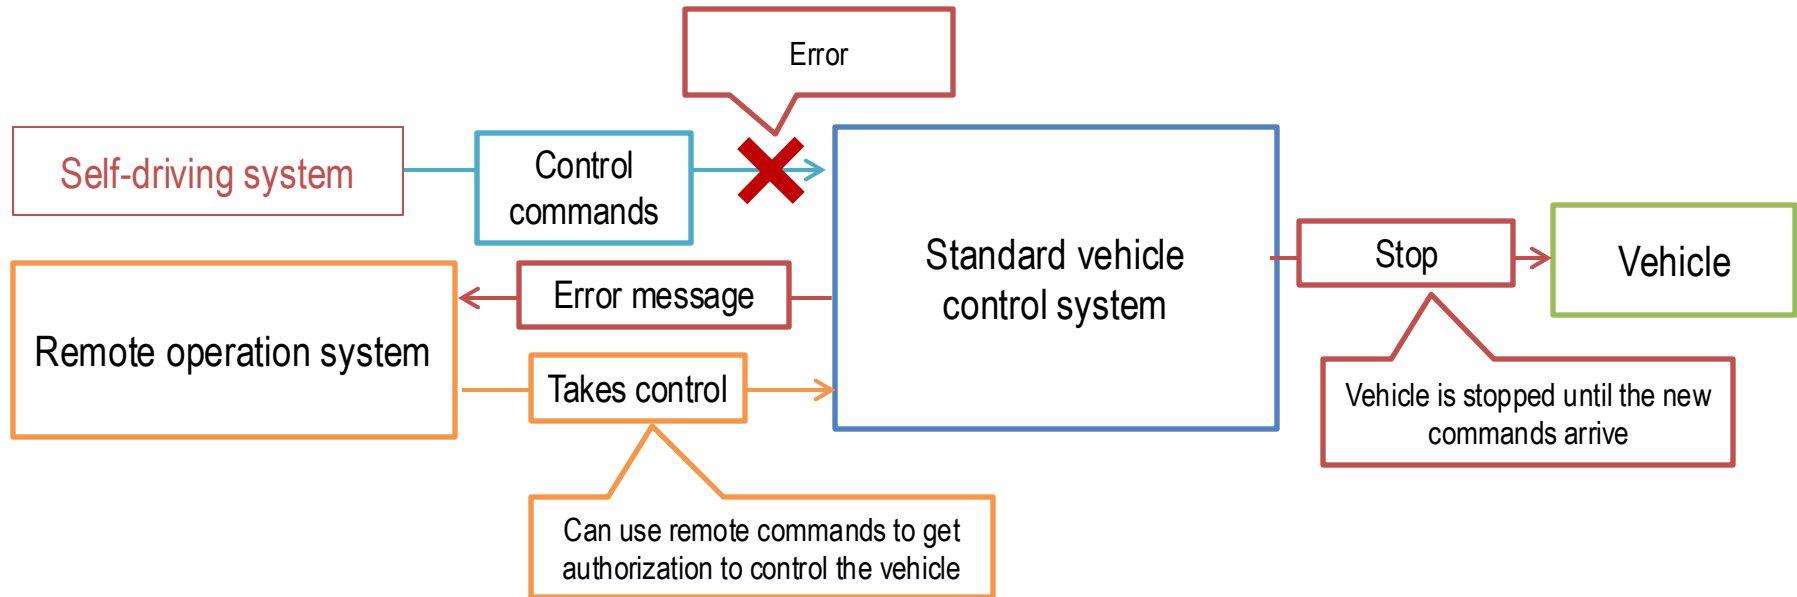 Error
Self-driving system
Control
commands
Standard vehicle
control system
Stop
Vehicle
Error message
Remote operation system
Takes control
Vehicle is stopped until the new
commands arrive
Can use remote commands to get
authorization to control the vehicle